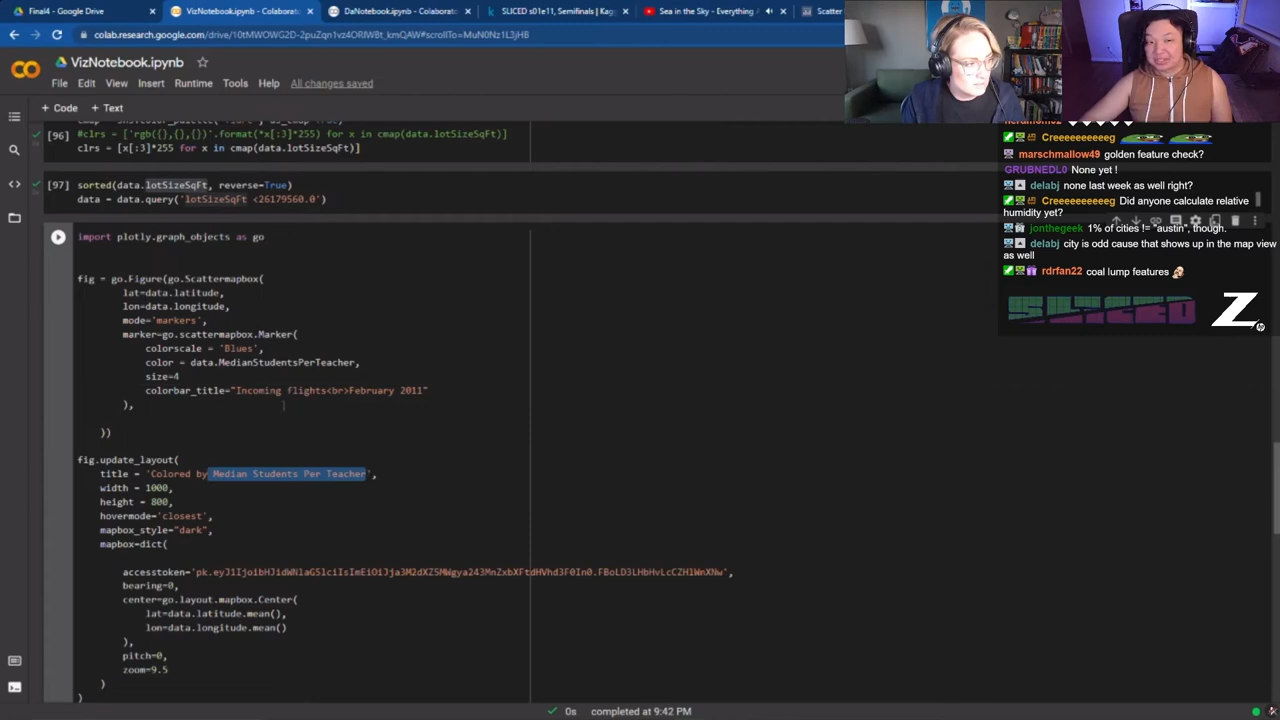 Final4 - Google Drive
VizNotebook.ipynb - Colaborato
DaNotebook.ipynb - Colaborato
SLICED s01e11, Semifinals | Kagg
Sea in the Sky - Everything A
Scatter
colab.research.google.com/drive/
VizNotebook.ipynb
File Edit View Insert Runtime Tools Help All changes saved
+ Code + Text
[96]
#clrs = ['rgb({},{},{})'.format(*x[:3]*255) for x in cmap(data.lotSizeSqFt)]
clrs = [x[:3]*255 for x in cmap(data.lotSizeSqFt)]
[97] sorted(data.lotSizeSqFt, reverse=True)
data = data.query('lotSizeSqFt <26179560.0')
import plotly.graph_objects as go
fig = go.Figure(go.Scattermapbox(
lat=data.latitude,
lon=data.longitude,
mode='markers',
marker=go.scattermapbox.Marker(
colorscale = 'Blues',
color = data.MedianStudentsPerTeacher,
size=4
colorbar_title="Incoming flights<br>February 2011"
),
))
fig.update_layout(
title = 'Colored by Median Students Per Teacher',
width = 1000,
height = 800,
hovermode='closest',
mapbox_style="dark",
mapbox=dict(
accesstoken=
bearing=0,
center=go.layout.mapbox.Center(
lat=data.latitude.mean(),
lon=data.longitude.mean()
),
pitch=0,
zoom=9.5
)
)
0s completed at 9:42 PM
Creeeeeeeeeg
marschmallow49 golden feature check?
GRUBNEDL0 None yet !
delabj none last week as well right?
Creeeeeeeeeg Did anyone calculate relative
humidity yet?
jonthegeek 1% of cities != "austin", though.
delabj city is odd cause that shows up in the map view
as well
rdrfan22 coal lump features
SLICED
Z